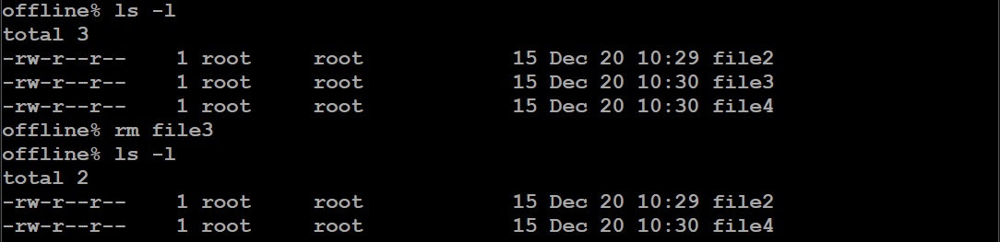 offline% ls -l
total 3
-rw-r--r--    1 root     root            15 Dec 20 10:29 file2
-rw-r--r--    1 root     root            15 Dec 20 10:30 file3
-rw-r--r--    1 root     root            15 Dec 20 10:30 file4
offline% rm file3
offline% ls -l
total 2
-rw-r--r--    1 root     root            15 Dec 20 10:29 file2
-rw-r--r--    1 root     root            15 Dec 20 10:30 file4